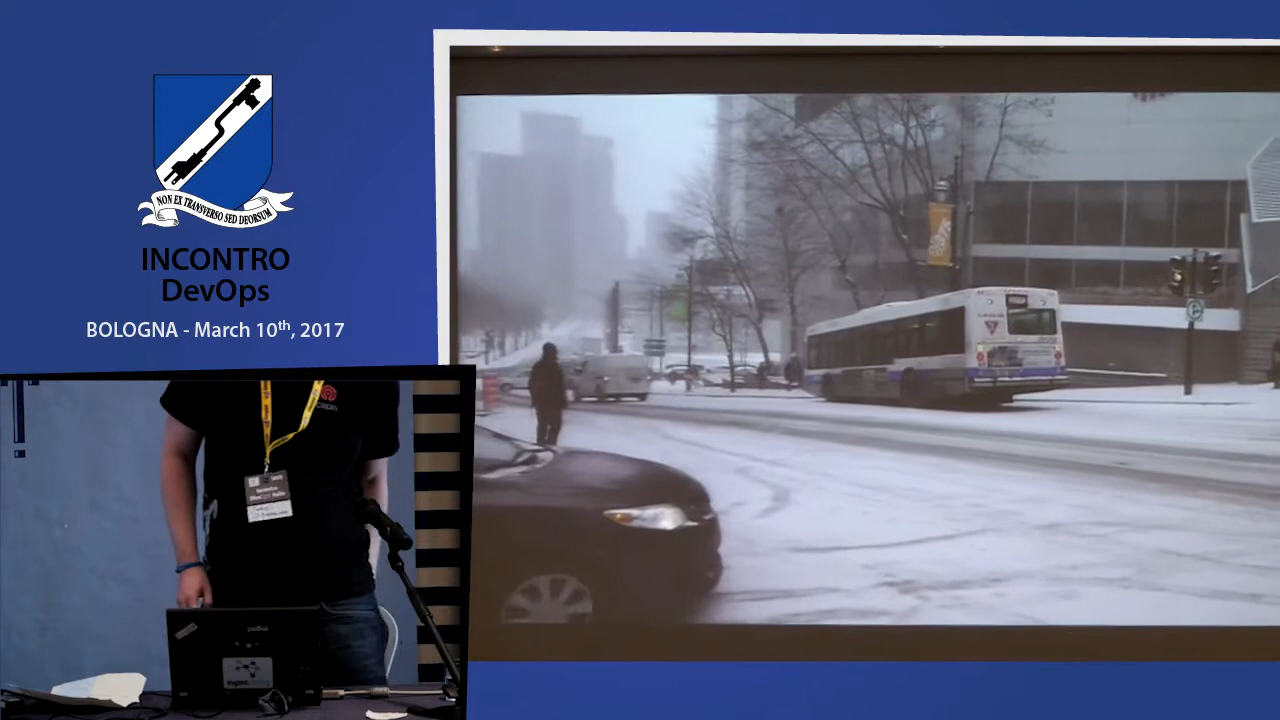 NON EX TRANSVERSO SED DEORSUM
INCONTRO
DevOps
BOLOGNA - March 10th, 2017